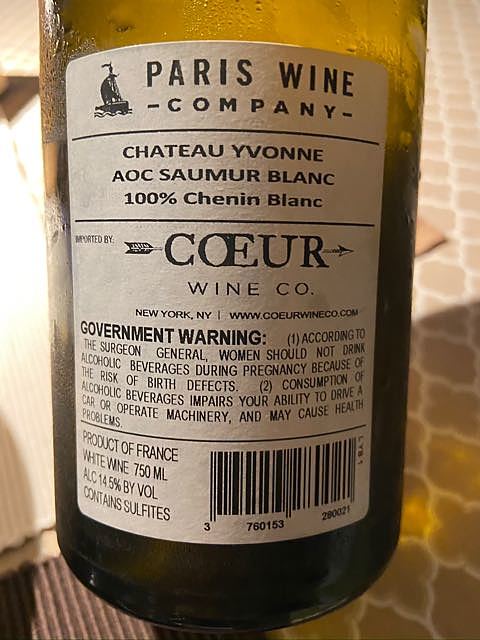 PARIS WINE
-COMPANY-
CHATEAU YVONNE
AOC SAUMUR BLANC
100% Chenin Blanc
IMPORTED BY:
CŒUR
WINE CO.
NEW YORK, NY | WWW.COEURWINECO.COM
GOVERNMENT WARNING: (1) ACCORDING TO
THE SURGEON GENERAL, WOMEN SHOULD NOT DRINK
ALCOHOLIC BEVERAGES DURING PREGNANCY BECAUSE OF
THE RISK OF BIRTH DEFECTS. (2) CONSUMPTION OF
ALCOHOLIC BEVERAGES IMPAIRS YOUR ABILITY TO DRIVE A
CAR OR OPERATE MACHINERY, AND MAY CAUSE HEALTH
PROBLEMS.
PRODUCT OF FRANCE
WHITE WINE 750 ML
ALC 14.5% BY VOL
CONTAINS SULFITES
3 760153 280021